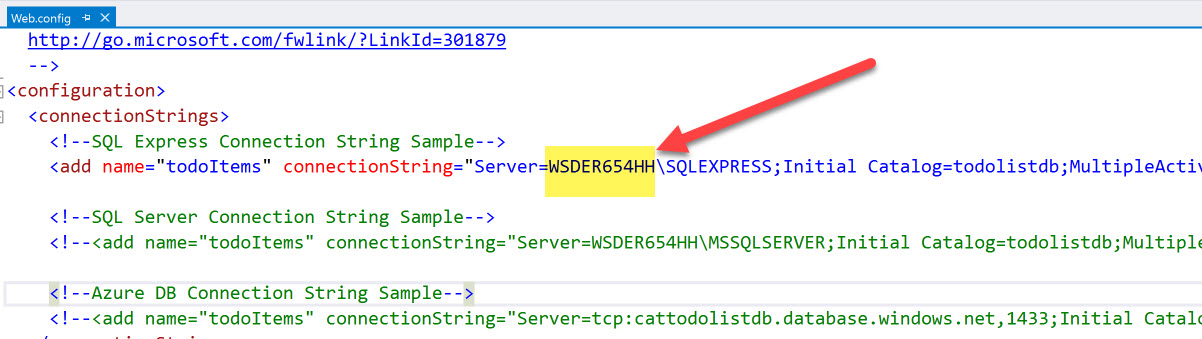 Web.config
http://go.microsoft.com/fwlink/?LinkId=301879
-->
<configuration>
<connectionStrings>
<!--SQL Express Connection String Sample-->
<add name="todoItems" connectionString="Server=WSDER654HH\SQLEXPRESS;Initial Catalog=todolistdb;MultipleActiv
<!--SQL Server Connection String Sample-->
<!--<add name="todoItems" connectionString="Server=WSDER654HH\MSSQLSERVER;Initial Catalog=todolistdb;Multiple
<!--Azure DB Connection String Sample-->
<!--<add name="todoItems" connectionString="Server=tcp:cattodolistdb.database.windows.net,1433;Initial Catalo